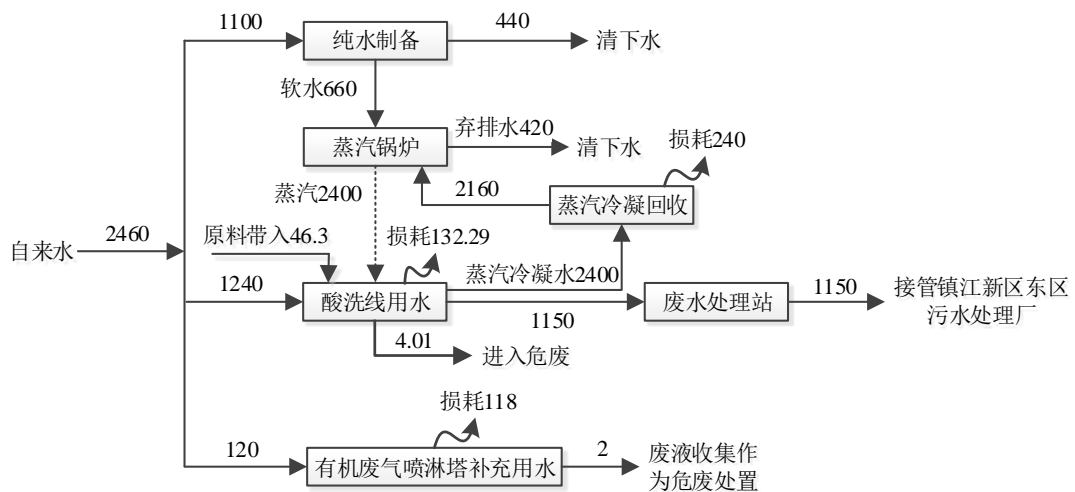 1100
纯水制备
440
清下水
软水660
蒸汽锅炉
弃排水420
清下水
损耗240
蒸汽2400
2160
蒸汽冷凝回收
自来水
2460
原料带入46.3
损耗132.29
蒸汽冷凝水2400
1240
酸洗线用水
1150
废水处理站
1150
接管镇江新区东区
污水处理厂
4.01
进入危废
损耗118
120
有机废气喷淋塔补充用水
2
废液收集作
为危废处置